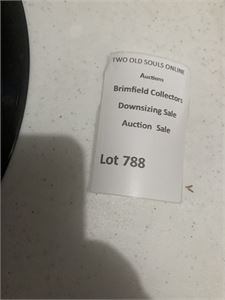 TWO OLD SOULS ONLINE
Auctions
Brimfield Collectors
Downsizing Sale
Auction Sale
Lot 788